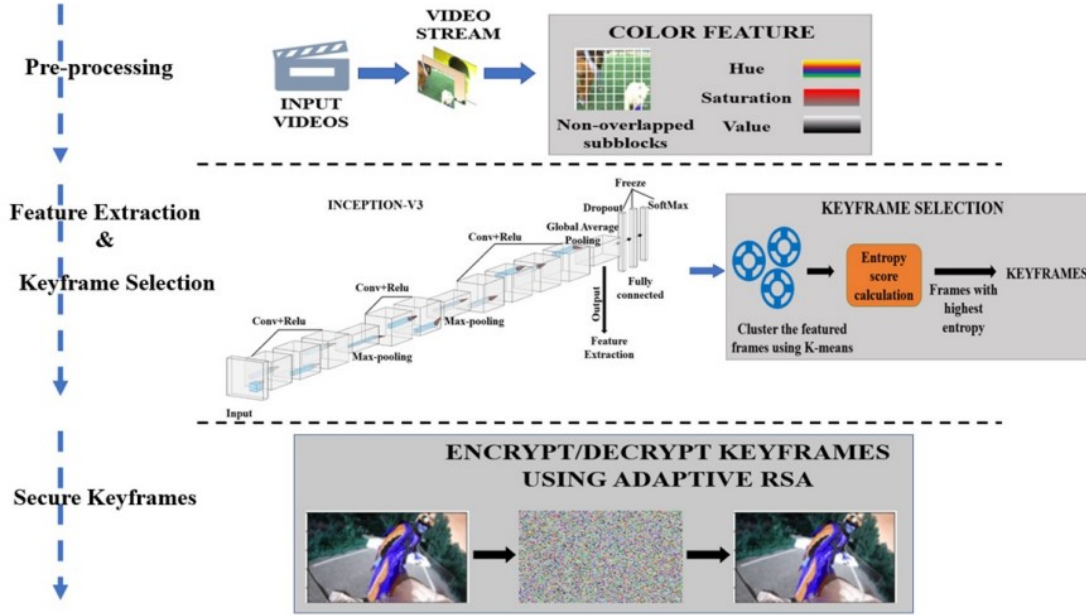 Pre-processing
INPUT
VIDEOS
VIDEO
STREAM
COLOR FEATURE
Non-overlapped
subblocks
Hue
Saturation
Value
Feature Extraction
&
Keyframe Selection
INCEPTION-V3
Input
Conv+Relu
Max-pooling
Conv+Relu
Max-pooling
Conv+Relu
Global Average
Pooling
Dropout
Freeze
SoftMax
Fully
connected
Output
Feature
Extraction
KEYFRAME SELECTION
Cluster the featured
frames using K-means
Entropy
score
calculation
Frames with
highest
entropy
KEYFRAMES
Secure Keyframes
ENCRYPT/DECRYPT KEYFRAMES
USING ADAPTIVE RSA